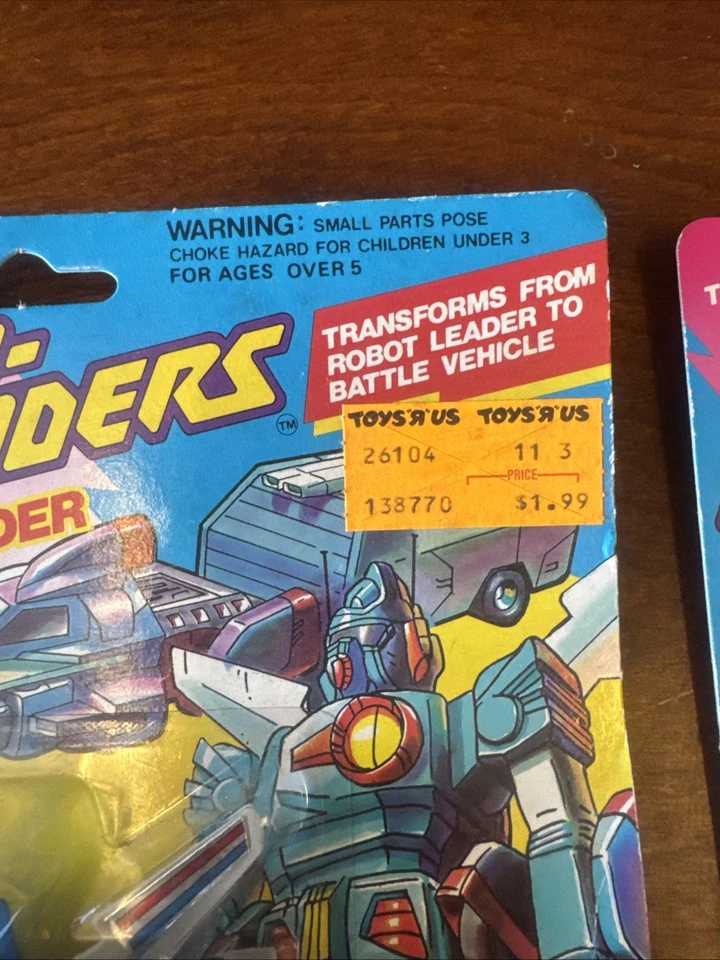 WARNING: SMALL PARTS POSE
CHOKE HAZARD FOR CHILDREN UNDER 3
FOR AGES OVER 5
TRANSFORMS FROM
ROBOT LEADER TO
BATTLE VEHICLE
DERS
TM
DER
TOYS"Я"US TOYS"Я"US
26104 11 3
PRICE
138770 $1.99
T